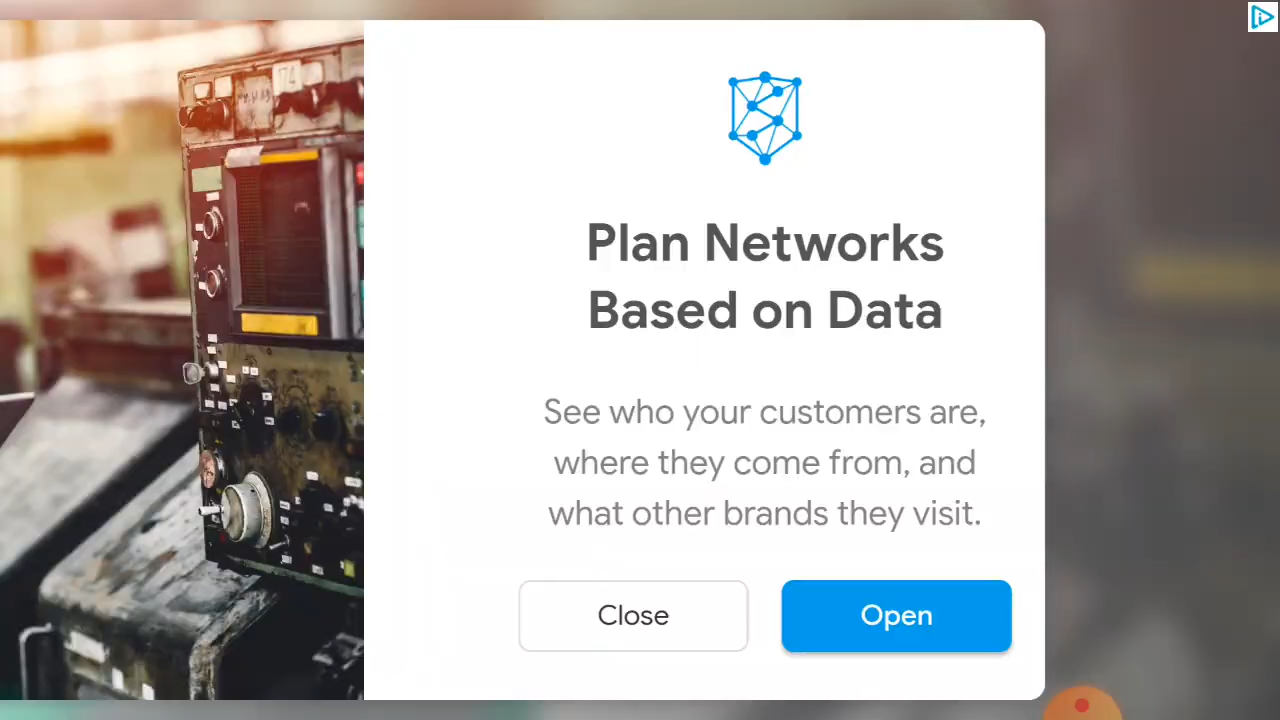 Plan Networks
Based on Data
See who your customers are,
where they come from, and
what other brands they visit.
Close
Open